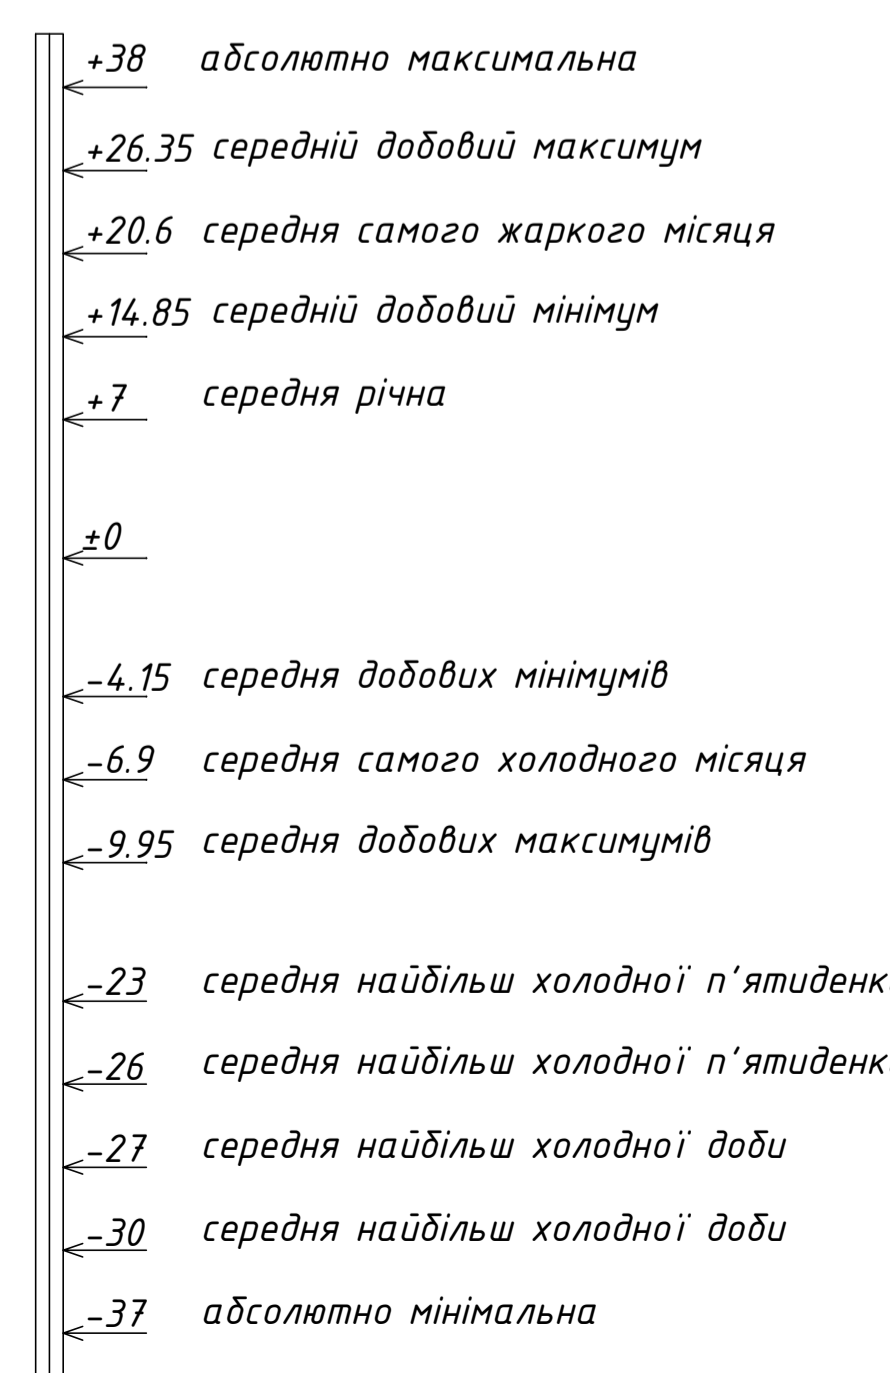 +38 абсолютно максимальна
+26.35 середній добовий максимум
+20.6 середня самого жаркого місяця
+14.85 середній добовий мінімум
+7 середня річна
±0
-4.15 середня добових мінімумів
-6.9 середня самого холодного місяця
-9.95 середня добових максимумів
-23 середня найбільш холодної
-26 середня найбільш холодної
-27 середня найбільш холодної доби
-30 середня найбільш холодної доби
-37 абсолютно мінімальна